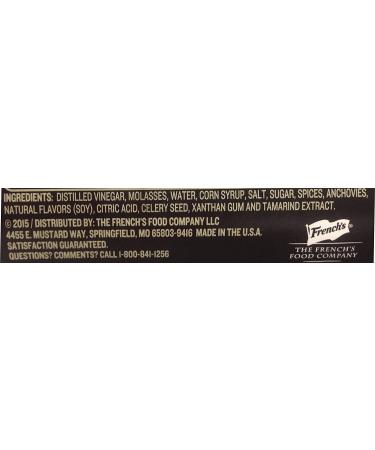 INGREDIENTS: DISTILLED VINEGAR, MOLASSES, WATER, CORN SYRUP, SALT, SUGAR, SPICES, ANCHOVIES,
NATURAL FLAVORS (SOY), CITRIC ACID, CELERY SEED, XANTHAN GUM AND TAMARIND EXTRACT.
© 2015 / DISTRIBUTED BY: THE FRENCH'S FOOD COMPANY LLC
4455 E. MUSTARD WAY, SPRINGFIELD, MO 65803-9416 MADE IN THE U.S.A.
SATISFACTION GUARANTEED.
QUESTIONS? COMMENTS? CALL 1-800-841-1256
French's
THE FRENCH'S
FOOD COMPANY